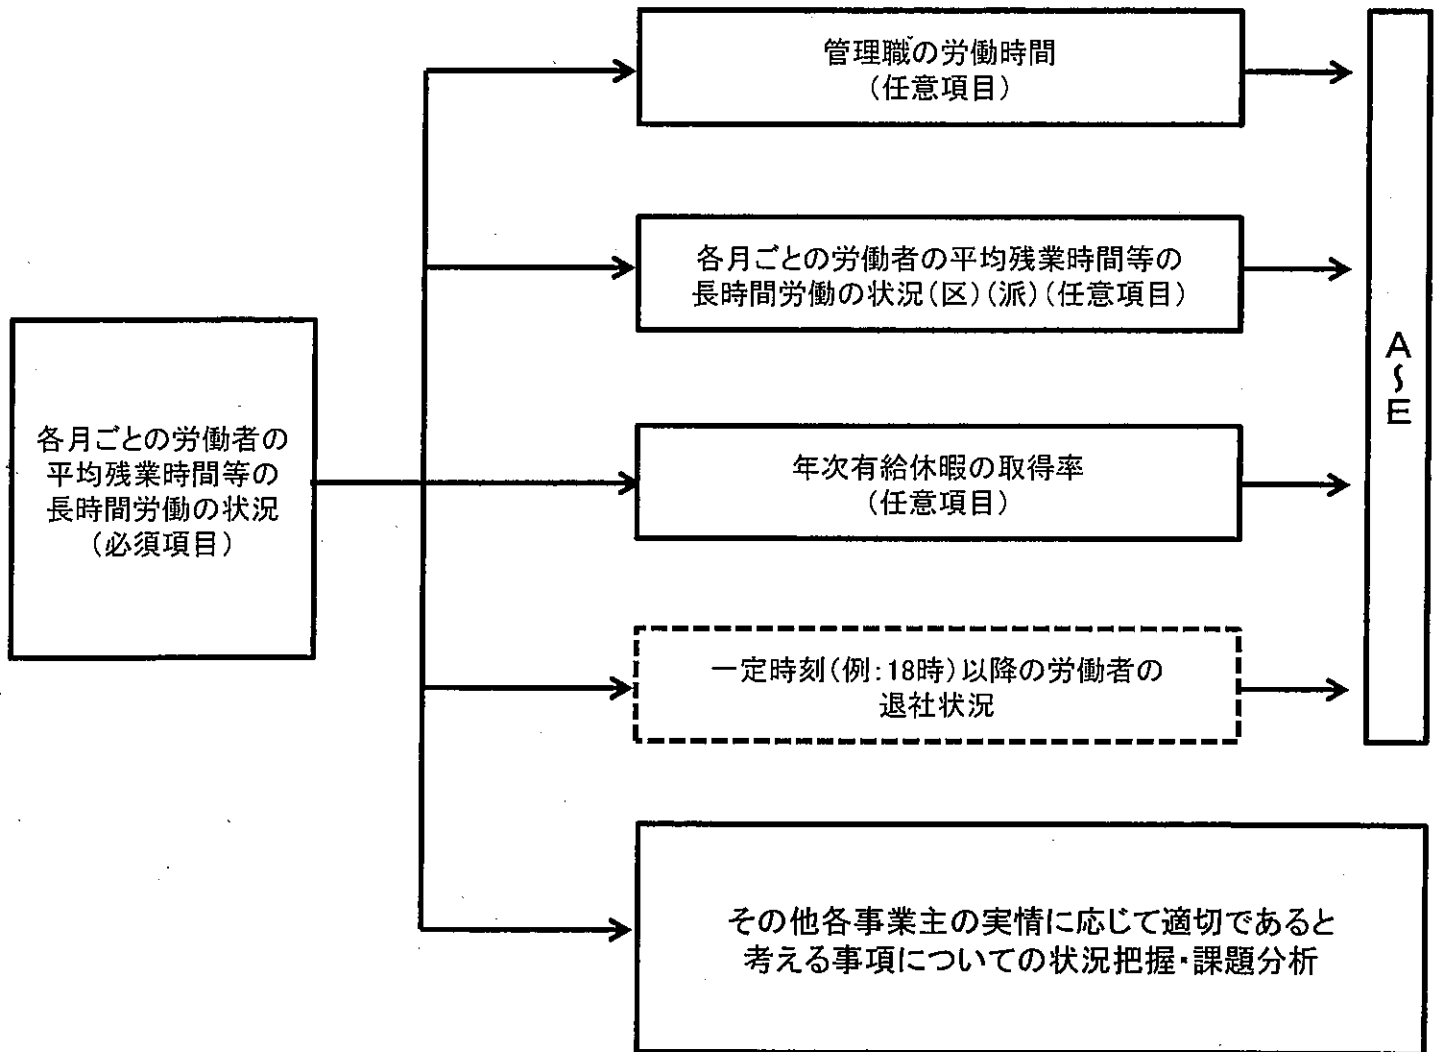 管理職の労働時間
(任意項目)
各月ごとの労働者の平均残業時間等の
長時間労働の状況(区)(派)(任意項目)
各月ごとの労働者の
平均残業時間等の
長時間労働の状況
(必須項目)
年次有給休暇の取得率
(任意項目)
一定時刻(例:18時)以降の労働者の
退社状況
A
～
E
その他各事業主の実情に応じて適切であると
考える事項についての状況把握・課題分析